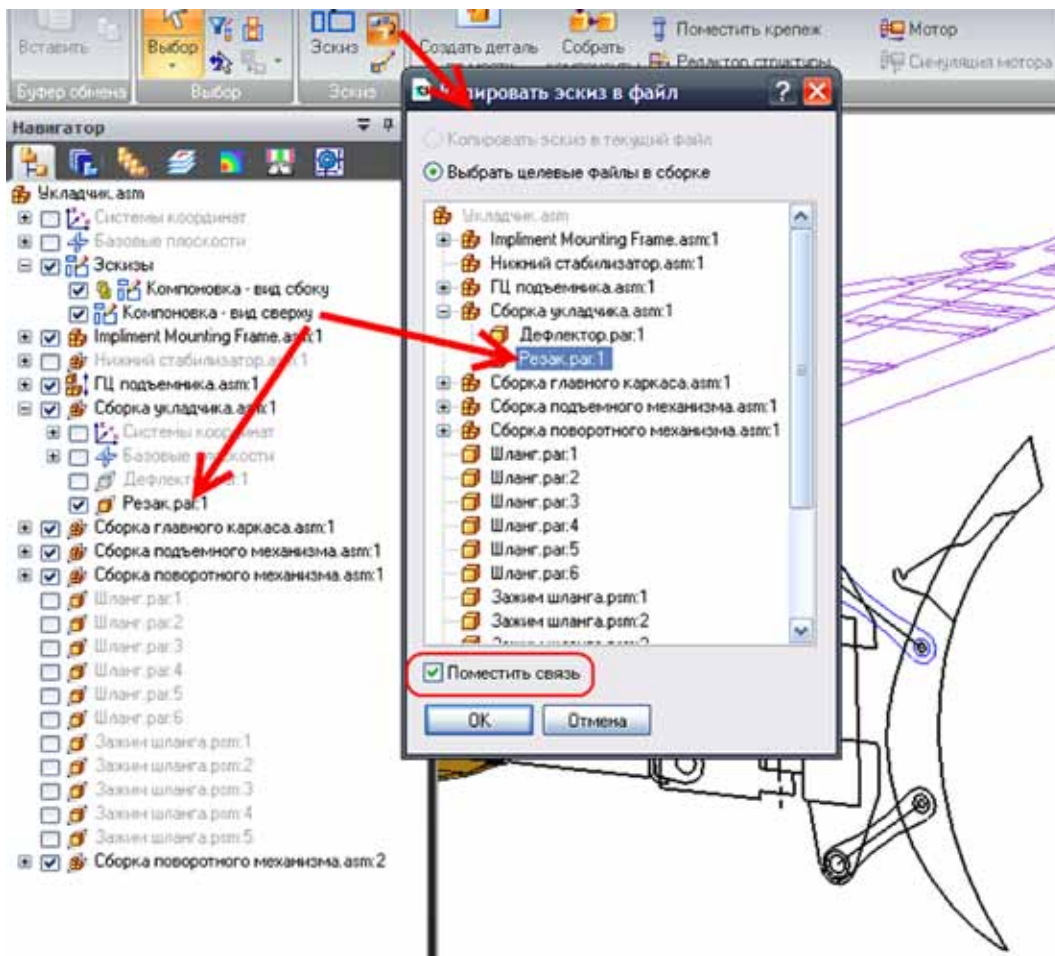 Вставить
Выбор
Эскиз
Создать деталь
Собрать
Поместить крепеж
Редактор структуры
Мотор
Симуляция мотора
Буфер обмена
Выбор
Эскиз
Навигатор
Укладчик.asm
Системы координат
Базовые плоскости
Эскизы
Компоновка - вид сбоку
Компоновка - вид сверху
Impliment Mounting Frame.asm:1
Нижний стабилизатор.asm:1
ГЦ подъемника.asm:1
Сборка укладчика.asm:1
Системы координат
Базовые плоскости
Дефлектор.par:1
Резак.par:1
Сборка главного каркаса.asm:1
Сборка подъемного механизма.asm:1
Сборка поворотного механизма.asm:1
Шланг.par:1
Шланг.par:2
Шланг.par:3
Шланг.par:4
Шланг.par:5
Шланг.par:6
Зажим шланга.psm:1
Зажим шланга.psm:2
Зажим шланга.psm:3
Зажим шланга.psm:4
Зажим шланга.psm:5
Сборка поворотного механизма.asm:2
Копировать эскиз в файл
Копировать эскиз в текущий файл
Выбрать целевые файлы в сборке
Укладчик.asm
Impliment Mounting Frame.asm:1
Нижний стабилизатор.asm:1
ГЦ подъемника.asm:1
Сборка укладчика.asm:1
Дефлектор.par:1
Резак.par:1
Сборка главного каркаса.asm:1
Сборка подъемного механизма.asm:1
Сборка поворотного механизма.asm:1
Шланг.par:1
Шланг.par:2
Шланг.par:3
Шланг.par:4
Шланг.par:5
Шланг.par:6
Зажим шланга.psm:1
Зажим шланга.psm:2
Поместить связь
OK
Отмена